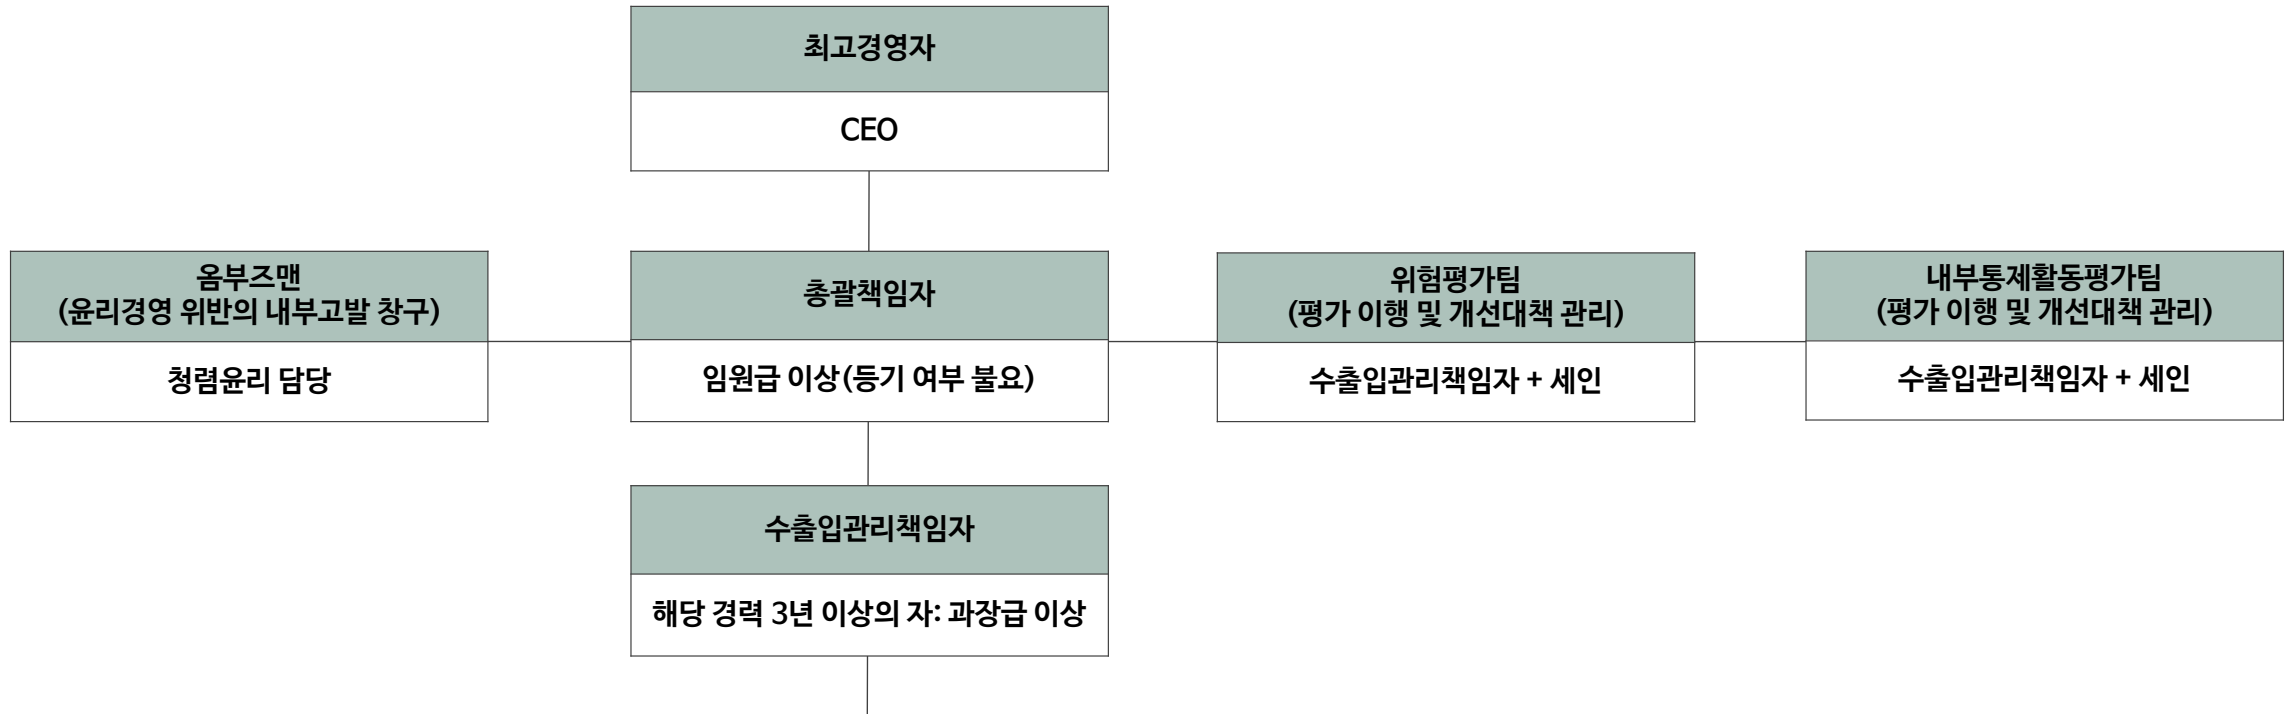 최고경영자
CEO
옴부즈맨
(윤리경영 위반의 내부고발 창구)
청렴윤리 담당
총괄책임자
임원급 이상(등기 여부 불요)
위험평가팀
(평가 이행 및 개선대책 관리)
수출입관리책임자 + 세인
내부통제활동평가팀
(평가 이행 및 개선대책 관리)
수출입관리책임자 + 세인
수출입관리책임자
해당 경력 3년 이상의 자: 과장급 이상